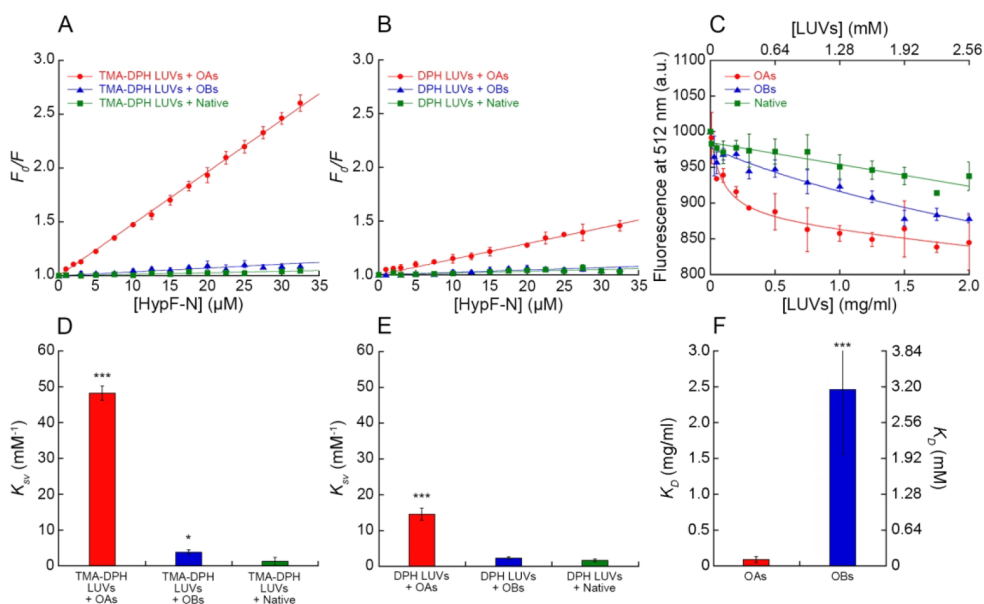 A
3.0
2.5
2.0
1.5
1.0
F₀/F
TMA-DPH LUVs + OAs
TMA-DPH LUVs + OBs
TMA-DPH LUVs + Native
0 5 10 15 20 25 30 35
[HypF-N] (µM)
B
3.0
2.5
2.0
1.5
1.0
F₀/F
DPH LUVs + OAs
DPH LUVs + OBs
DPH LUVs + Native
0 5 10 15 20 25 30 35
[HypF-N] (µM)
C
[LUVs] (mM)
0 0.64 1.28 1.92 2.56
1100
1050
1000
950
900
850
800
Fluorescence at 512 nm (a.u.)
OAs
OBs
Native
0 0.5 1.0 1.5 2.0
[LUVs] (mg/ml)
D
60
50
40
30
20
10
0
K_SV (mM⁻¹)
***
*
TMA-DPH TMA-DPH TMA-DPH
LUVs LUVs LUVs
+ OAs + OBs + Native
E
60
50
40
30
20
10
0
K_SV (mM⁻¹)
***
DPH LUVs DPH LUVs DPH LUVs
+ OAs + OBs + Native
F
3.0
2.5
2.0
1.5
1.0
0.5
0
K_D (mg/ml)
***
3.84
3.20
2.56
1.92
1.28
0.64
0
K_D (mM)
OAs OBs